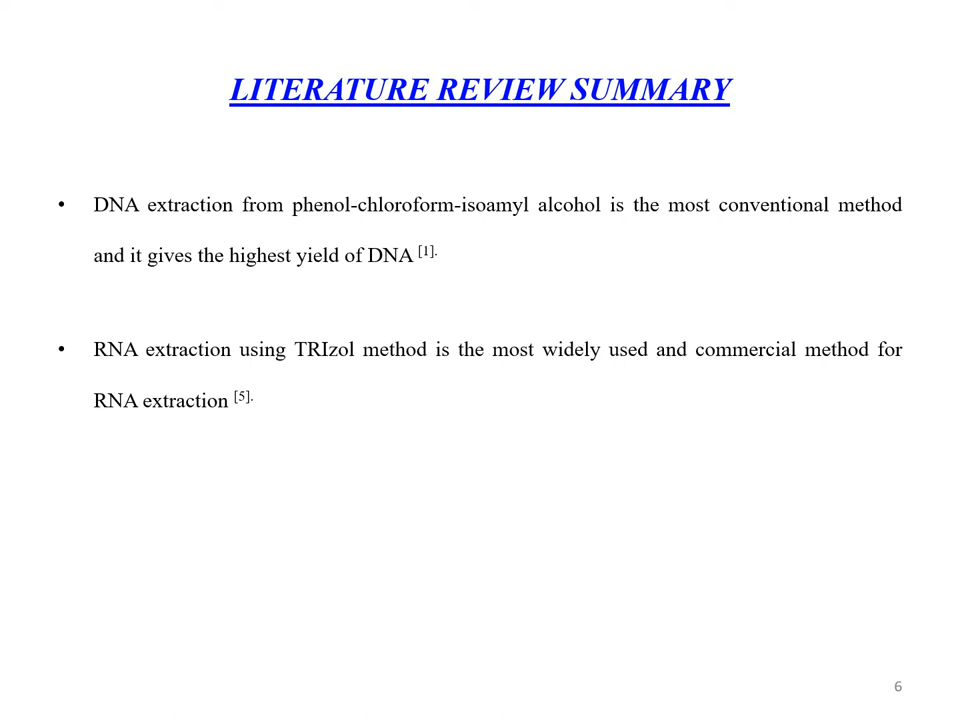 LITERATURE REVIEW SUMMARY
• DNA extraction from phenol-chloroform-isoamyl alcohol is the most conventional method
and it gives the highest yield of DNA [1].
• RNA extraction using TRIzol method is the most widely used and commercial method for
RNA extraction [5].
6